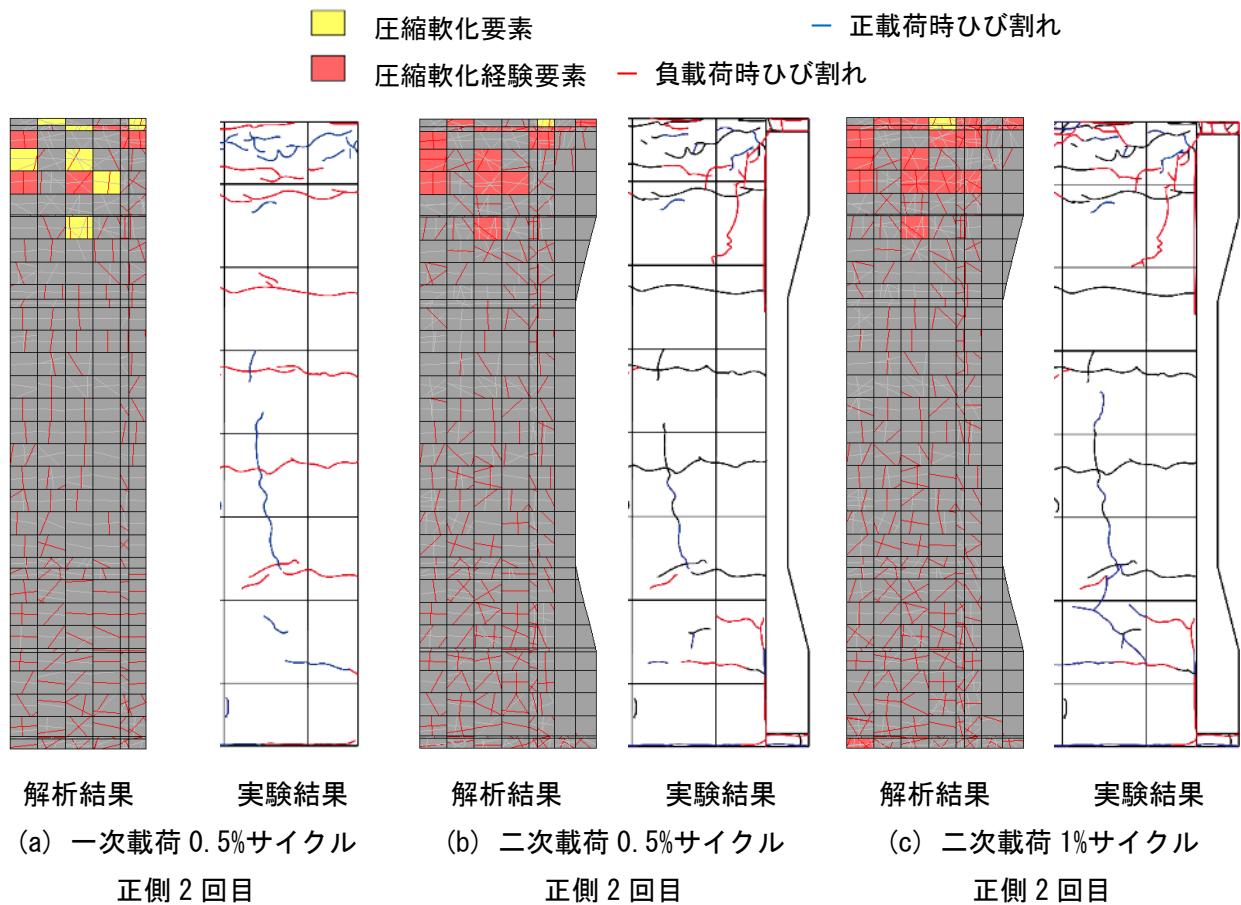 圧縮軟化要素
正載荷時ひび割れ
圧縮軟化経験要素
負載荷時ひび割れ
解析結果
実験結果
解析結果
実験結果
解析結果
実験結果
(a) 一次載荷 0.5%サイクル
(b) 二次載荷 0.5%サイクル
(c) 二次載荷 1%サイクル
正側 2 回目
正側 2 回目
正側 2 回目